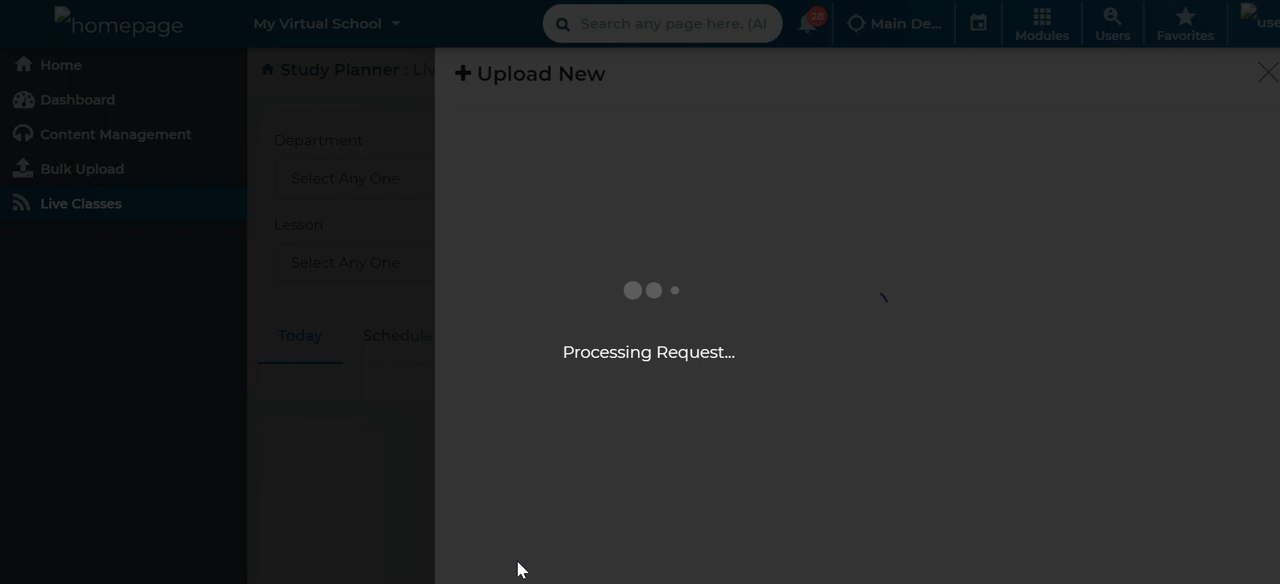 homepage
My Virtual School
Search any page here. (Al
28
Main De...
Modules
Users
Favorites
use
Home
Dashboard
Content Management
Bulk Upload
Live Classes
Study Planner : Liv
Upload New
Department
Select Any One
Lesson
Select Any One
Today
Schedule
Processing Request...